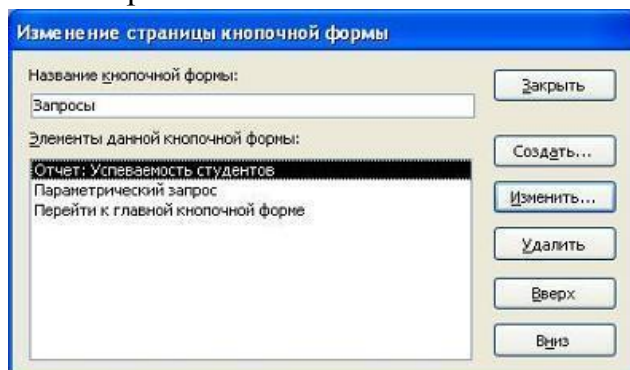 Изменение страницы кнопочной формы
Название кнопочной формы:
Закрыть
Запросы
Элементы данной кнопочной формы:
Создать...
Отчет: Успеваемость студентов
Параметрический запрос
Изменить...
Перейти к главной кнопочной форме
Удалить
Вверх
Вниз